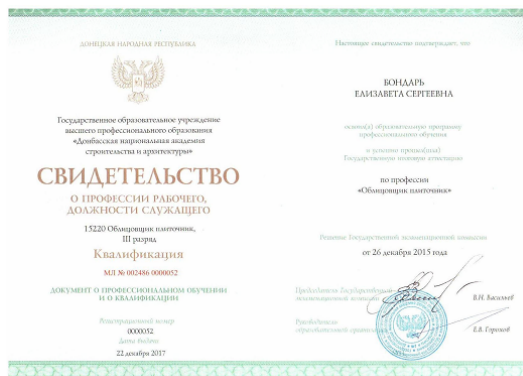 ДОНЕЦКАЯ НАРОДНАЯ РЕСПУБЛИКА
Государственное образовательное учреждение
высшего профессионального образования
«Донбасская национальная академия
строительства и архитектуры»
СВИДЕТЕЛЬСТВО
О ПРОФЕССИИ РАБОЧЕГО,
ДОЛЖНОСТИ СЛУЖАЩЕГО
15220 Облицовщик плиточник,
III разряд
Квалификация
МЛ № 002486 0000052
ДОКУМЕНТ О ПРОФЕССИОНАЛЬНОМ ОБУЧЕНИИ
И О КВАЛИФИКАЦИИ
Регистрационный номер
0000052
Дата выдачи
22 декабря 2017
Настоящее свидетельство подтверждает, что
БОНДАРЬ
ЕЛИЗАВЕТА СЕРГЕЕВНА
освоил(а) образовательную программу
профессионального обучения
и успешно прошел(шла)
Государственную итоговую аттестацию
по профессии
«Облицовщик плиточник»
Решение Государственной экзаменационной комиссии
от 26 декабря 2015 года
Председатель Государственной
экзаменационной комиссии
В.Н. Васильев
Руководитель
образовательной организации
Е.В. Горохов